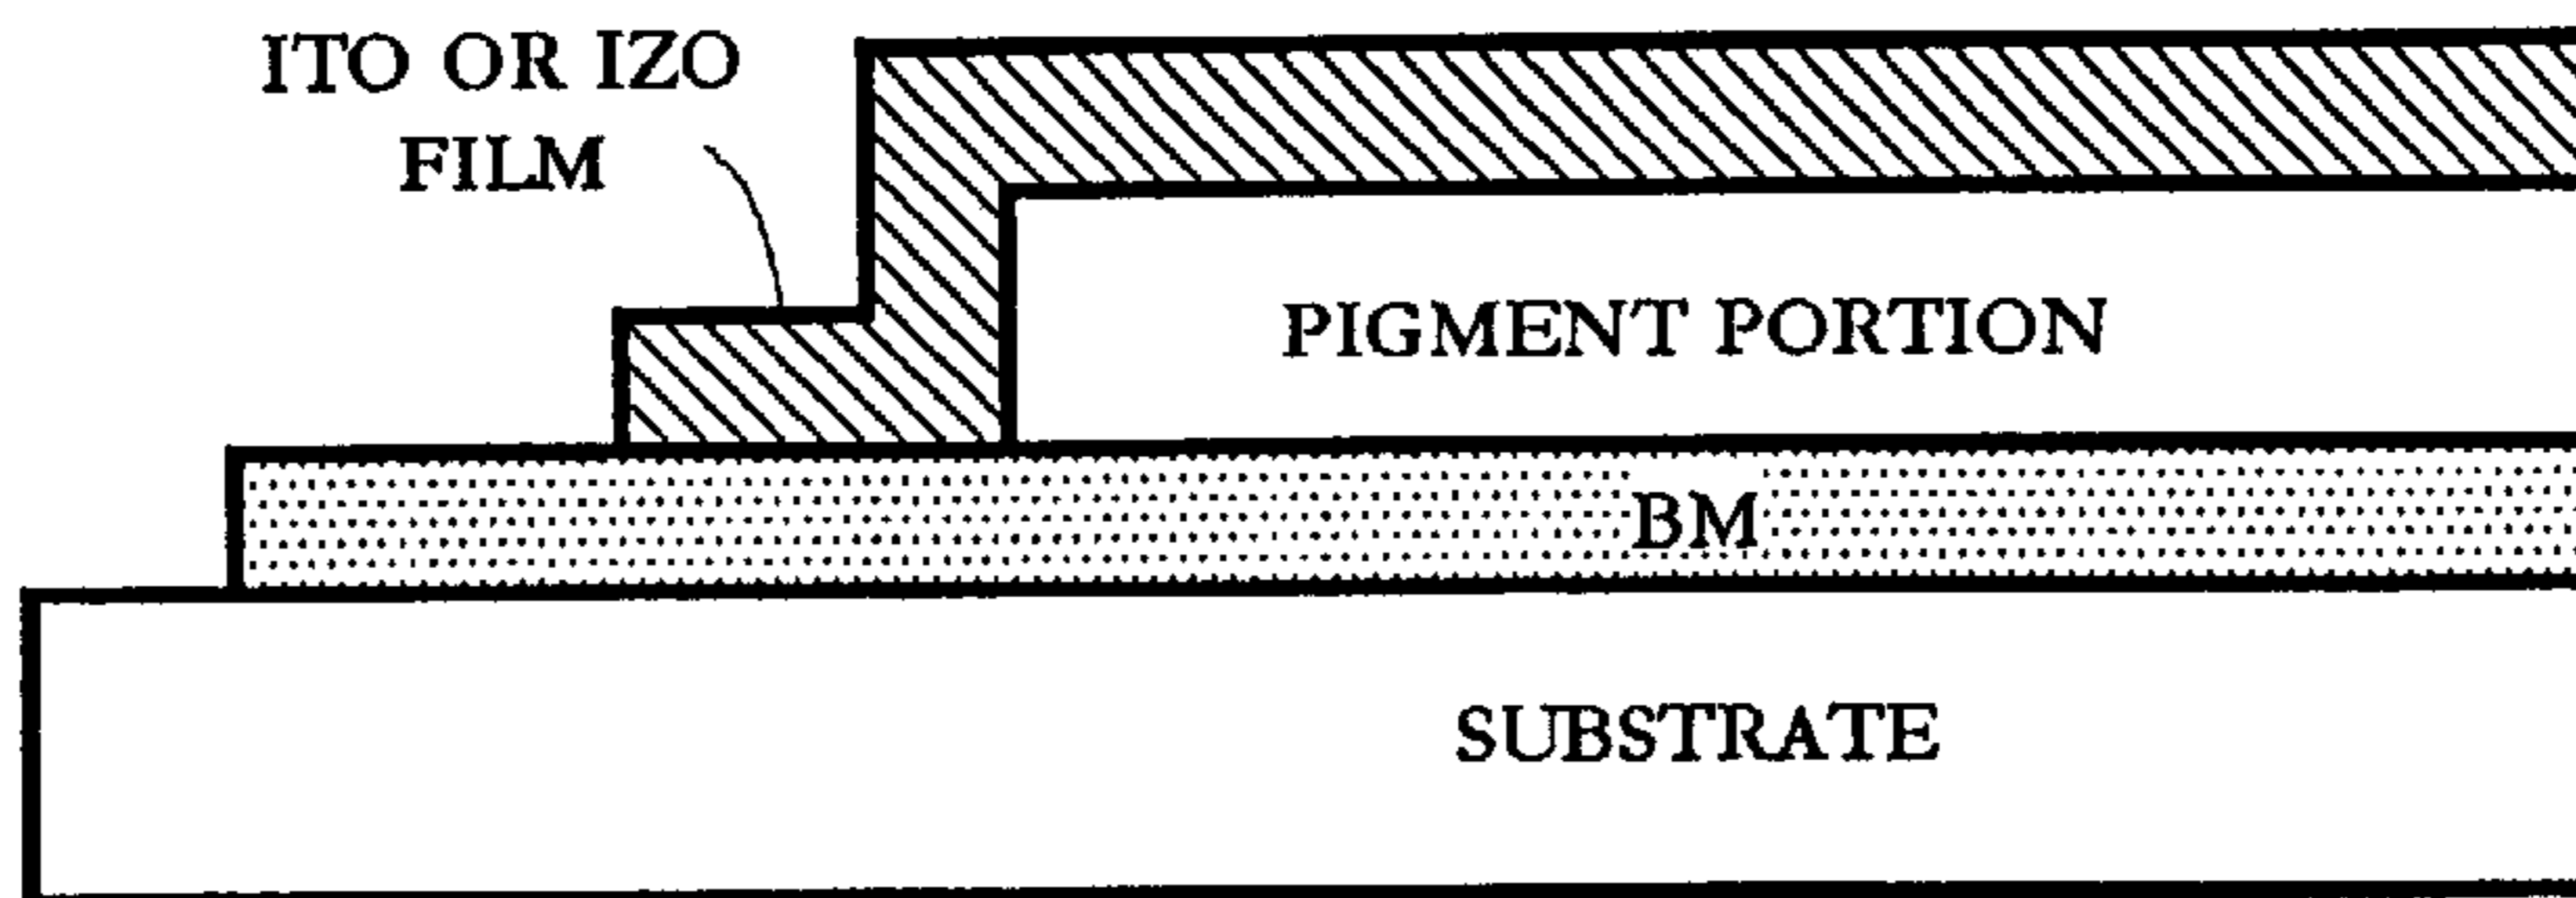 ITO OR IZO
FILM
PIGMENT PORTION
BM
SUBSTRATE